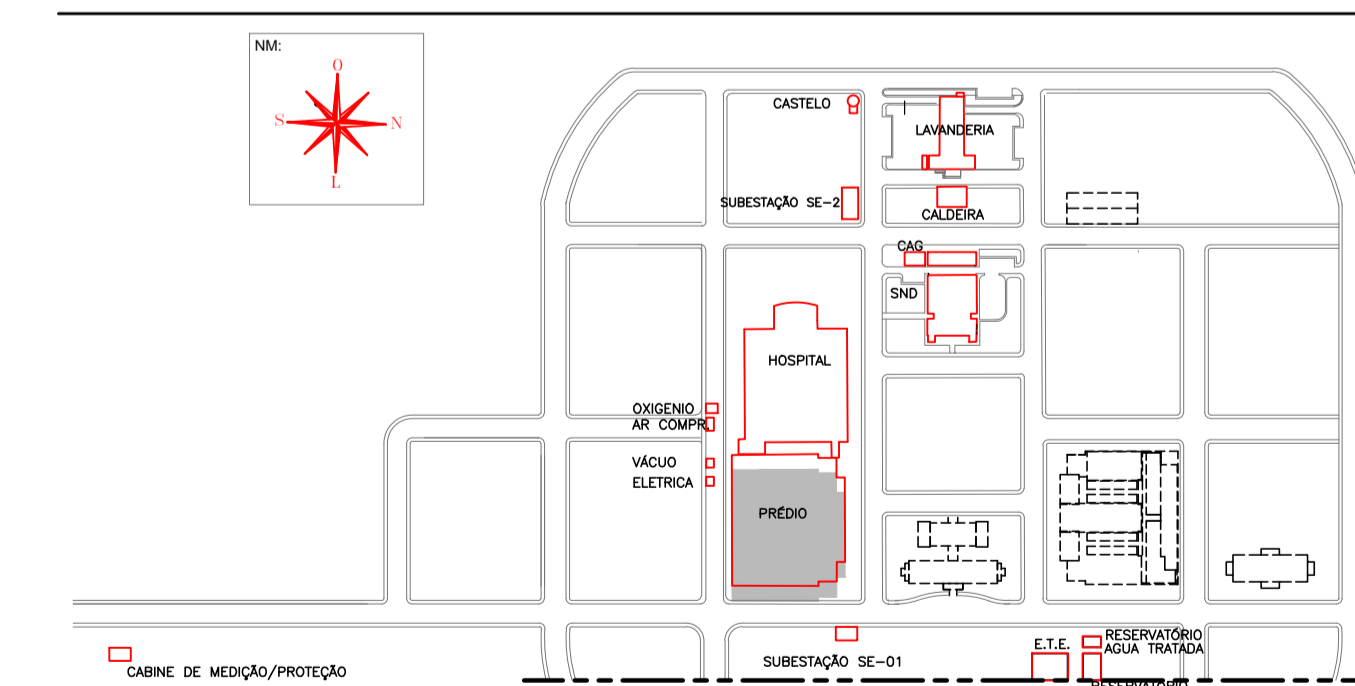 NM:
O
S
N
L
CASTELO
LAVANDERIA
SUBESTAÇÃO SE-2
CALDEIRA
CAG
SND
HOSPITAL
OXIGENIO
AR COMPR.
VÁCUO
ELETRICA
PRÉDIO
E.T.E.
RESERVATÓRIO
AGUA TRATADA
SUBESTAÇÃO SE-01
CABINE DE MEDIÇÃO/PROTEÇÃO
RESERVATÓRIO